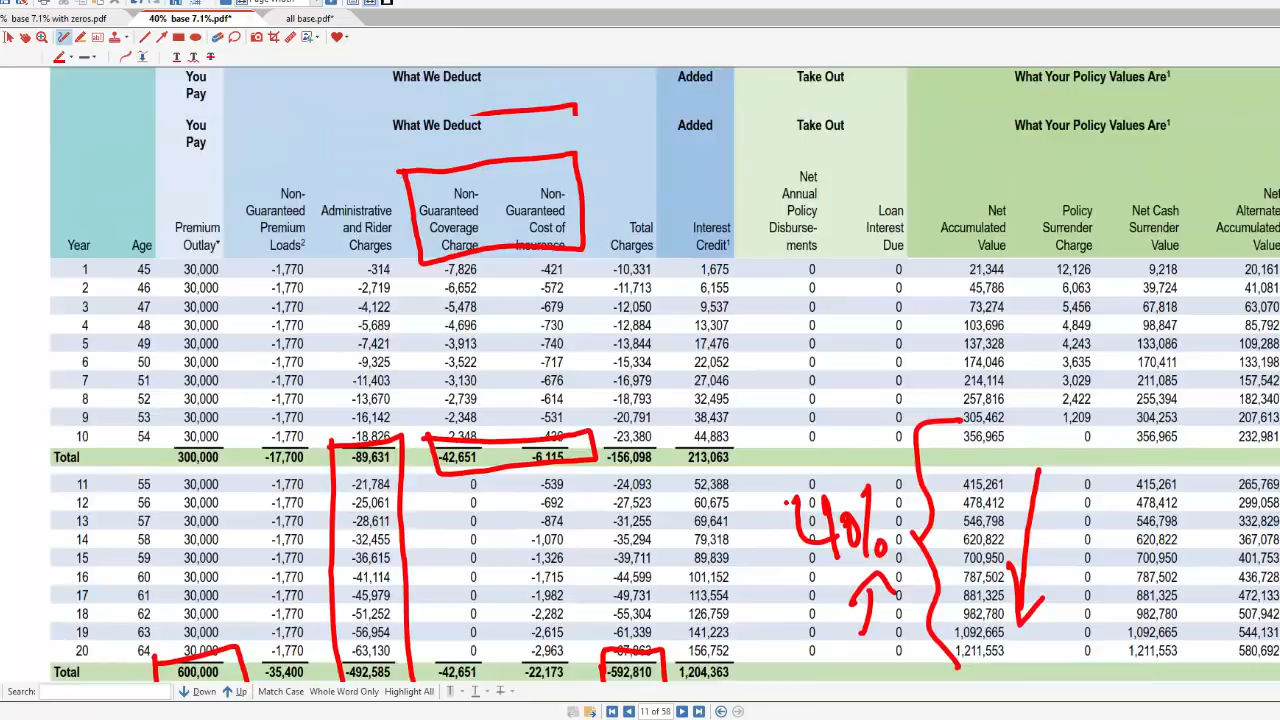 % base 7.1% with zeros.pdf 40% base 7.1%.pdf* all base.pdf*
You Pay What We Deduct Added Take Out What Your Policy Values Are¹
You Pay What We Deduct Added Take Out What Your Policy Values Are¹
Year Age Premium Outlay▾ Non-Guaranteed Premium Loads² Administrative and Rider Charges Non-Guaranteed Coverage Charge Non-Guaranteed Cost of Insurance Total Charges Interest Credit¹ Net Annual Policy Disburse-ments Loan Interest Due Net Accumulated Value Policy Surrender Charge Net Cash Surrender Value Net Alternate Accumulated Value
1 45 30,000 -1,770 -314 -7,826 -421 -10,331 1,675 0 0 21,344 12,126 9,218 20,161
2 46 30,000 -1,770 -2,719 -6,652 -572 -11,713 6,155 0 0 45,786 6,063 39,724 41,081
3 47 30,000 -1,770 -4,122 -5,478 -679 -12,050 9,537 0 0 73,274 5,456 67,818 63,070
4 48 30,000 -1,770 -5,689 -4,696 -730 -12,884 13,307 0 0 103,696 4,849 98,847 85,792
5 49 30,000 -1,770 -7,421 -3,913 -740 -13,844 17,476 0 0 137,328 4,243 133,086 109,288
6 50 30,000 -1,770 -9,325 -3,522 -717 -15,334 22,052 0 0 174,046 3,635 170,411 133,063
7 51 30,000 -1,770 -11,403 -3,130 -676 -16,979 27,046 0 0 214,114 3,029 211,085 157,542
8 52 30,000 -1,770 -13,670 -2,739 -614 -18,793 32,495 0 0 257,816 2,422 255,394 182,340
9 53 30,000 -1,770 -16,142 -2,348 -531 -20,791 38,437 0 0 305,462 1,209 304,253 207,613
10 54 30,000 -1,770 -18,826 -2,348 -23,380 44,883 0 0 356,965 0 356,965 232,981
Total 300,000 -17,700 -89,631 -42,651 -6,115 -156,098 213,063
11 55 30,000 -1,770 -21,784 0 -539 -24,093 52,388 0 0 415,261 0 415,261 265,769
12 56 30,000 -1,770 -25,061 0 -692 -27,523 60,675 0 0 478,412 0 478,412 299,058
13 57 30,000 -1,770 -28,611 0 -874 -31,255 69,641 0 0 546,798 0 546,798 332,829
14 58 30,000 -1,770 -32,455 0 -1,070 -35,294 79,318 0 0 620,822 0 620,822 367,078
15 59 30,000 -1,770 -36,615 0 -1,326 -39,711 89,839 0 0 700,950 0 700,950 401,753
16 60 30,000 -1,770 -41,114 0 -1,715 -44,599 101,152 0 0 787,502 0 787,502 436,728
17 61 30,000 -1,770 -45,979 0 -1,982 -49,731 113,554 0 0 881,325 0 881,325 472,133
18 62 30,000 -1,770 -51,252 0 -2,282 -55,304 126,759 0 0 982,780 0 982,780 507,942
19 63 30,000 -1,770 -56,954 0 -2,615 -61,339 141,223 0 0 1,092,665 0 1,092,665 544,131
20 64 30,000 -1,770 -63,130 0 -2,963 156,752 0 0 1,211,553 0 1,211,553 580,692
Total 600,000 -35,400 -492,585 -42,651 -22,173 -592,810 1,204,363
40%
Search: Down Up Match Case Whole Word Only Highlight All
11 of 58